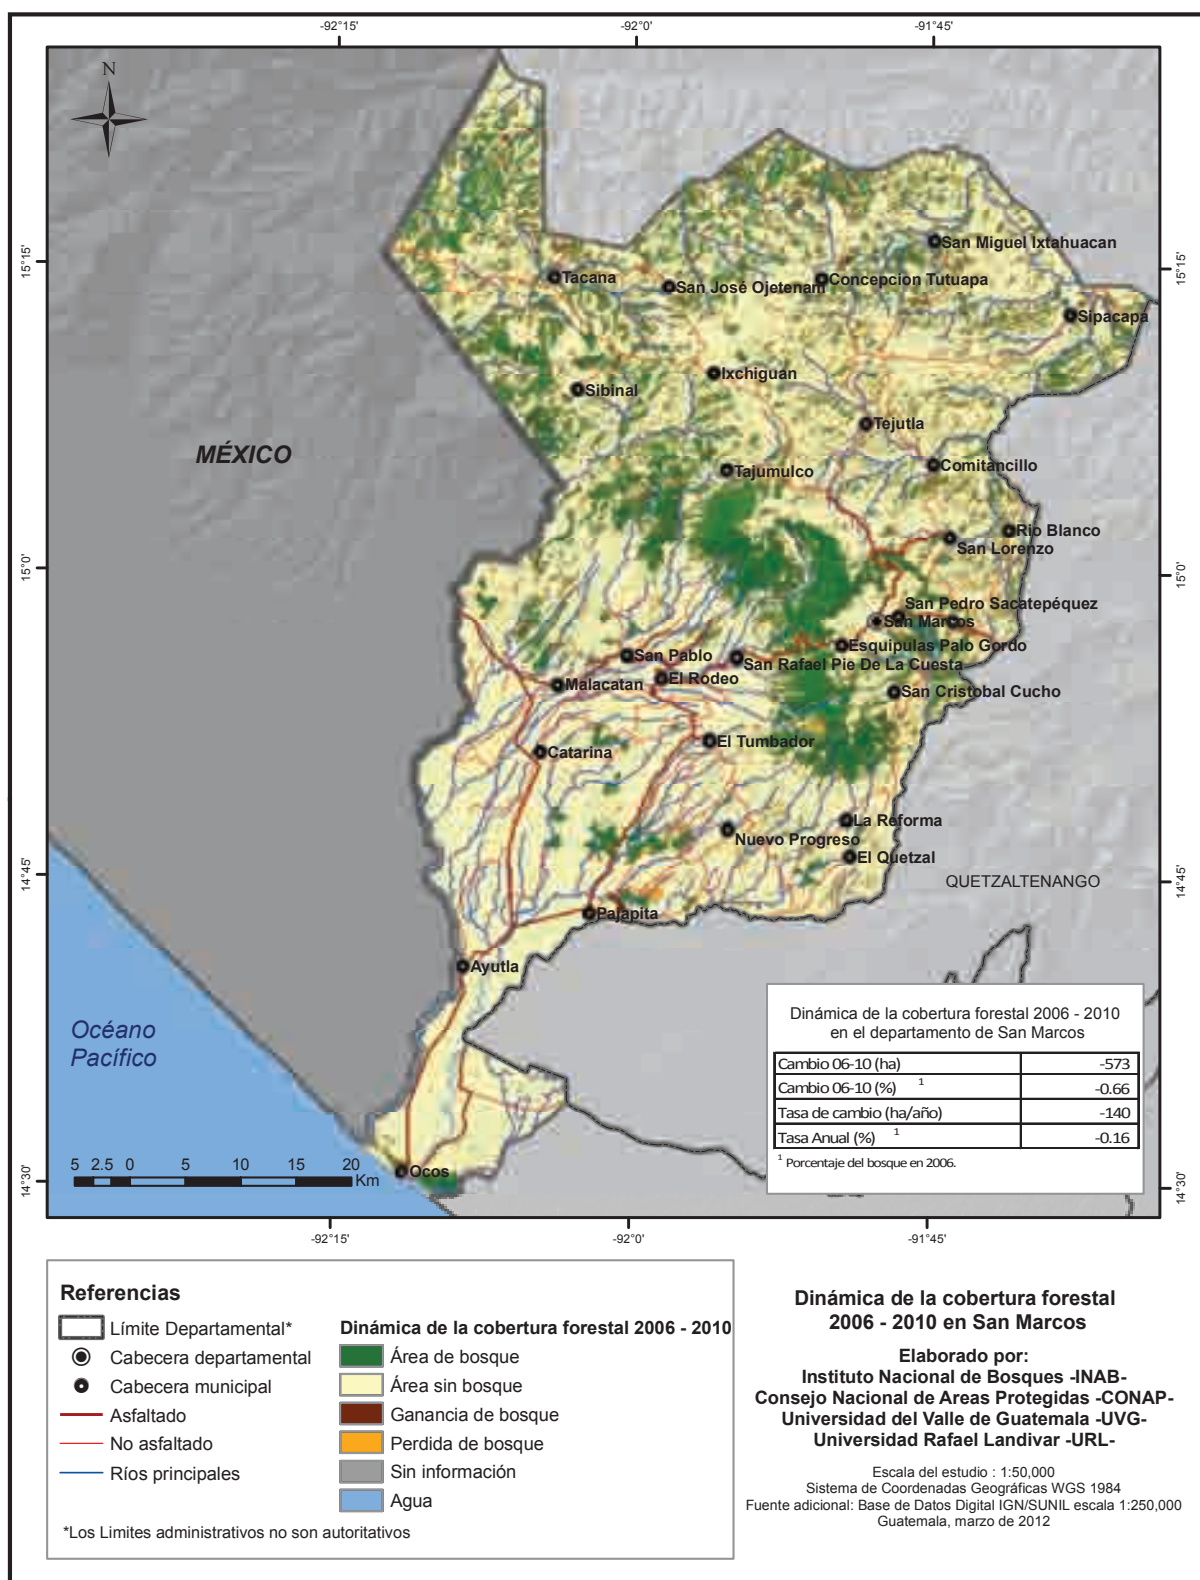 -92°15'
-92°0'
-91°45'
N
15°15'
15°15'
San Miguel Ixtahuacan
Tacana
San José Ojetenam
Concepcion Tutuapa
Sipacapa
Ixchiguan
Sibinal
Tejutla
MÉXICO
Tajumulco
Comitancillo
Rio Blanco
San Lorenzo
15°0'
15°0'
San Pedro Sacatepéquez
San Marcos
Esquipulas Palo Gordo
San Pablo
San Rafael Pie De La Cuesta
El Rodeo
Malacatan
San Cristobal Cucho
El Tumbador
Catarina
La Reforma
Nuevo Progreso
El Quetzal
14°45'
14°45'
QUETZALTENANGO
Pajapita
Ayutla
Océano
Pacífico
Dinámica de la cobertura forestal 2006 - 2010
en el departamento de San Marcos
Cambio 06-10 (ha) -573
Cambio 06-10 (%) 1 -0.66
Tasa de cambio (ha/año) -140
Tasa Anual (%) 1 -0.16
1 Porcentaje del bosque en 2006.
5 2.5 0 5 10 15 20
Km
Ocos
14°30'
14°30'
-92°15'
-92°0'
-91°45'
Referencias
Límite Departamental*
Cabecera departamental
Cabecera municipal
Asfaltado
No asfaltado
Ríos principales
Dinámica de la cobertura forestal 2006 - 2010
Área de bosque
Área sin bosque
Ganancia de bosque
Perdida de bosque
Sin información
Agua
*Los Limites administrativos no son autoritativos
Dinámica de la cobertura forestal
2006 - 2010 en San Marcos
Elaborado por:
Instituto Nacional de Bosques -INAB-
Consejo Nacional de Areas Protegidas -CONAP-
Universidad del Valle de Guatemala -UVG-
Universidad Rafael Landivar -URL-
Escala del estudio : 1:50,000
Sistema de Coordenadas Geográficas WGS 1984
Fuente adicional: Base de Datos Digital IGN/SUNIL escala 1:250,000
Guatemala, marzo de 2012